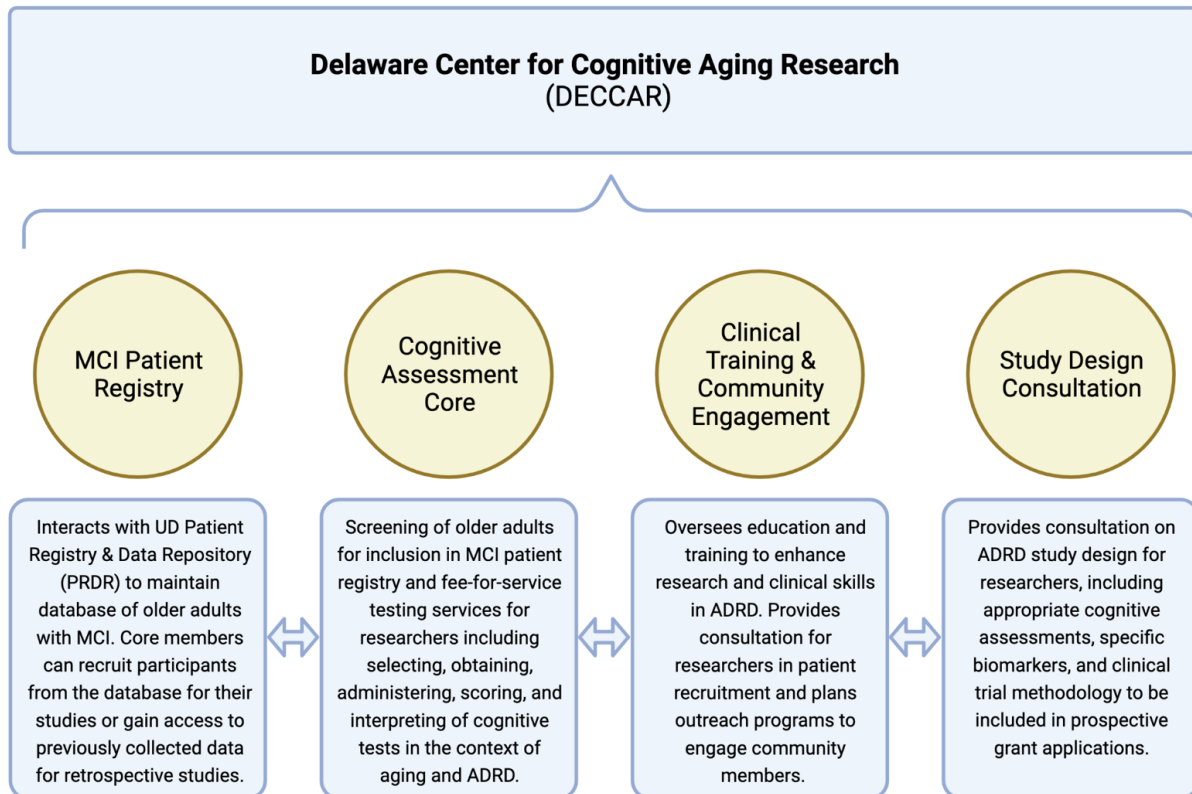 Delaware Center for Cognitive Aging Research
(DECCAR)
MCI Patient
Registry
Cognitive
Assessment
Core
Clinical
Training &
Community
Engagement
Study Design
Consultation
Interacts with UD Patient
Registry & Data Repository
(PRDR) to maintain
database of older adults
with MCI. Core members
can recruit participants
from the database for their
studies or gain access to
previously collected data
for retrospective studies.
Screening of older adults
for inclusion in MCI patient
registry and fee-for-service
testing services for
researchers including
selecting, obtaining,
administering, scoring, and
interpreting of cognitive
tests in the context of
aging and ADRD.
Oversees education and
training to enhance
research and clinical skills
in ADRD. Provides
consultation for
researchers in patient
recruitment and plans
outreach programs to
engage community
members.
Provides consultation on
ADRD study design for
researchers, including
appropriate cognitive
assessments, specific
biomarkers, and clinical
trial methodology to be
included in prospective
grant applications.